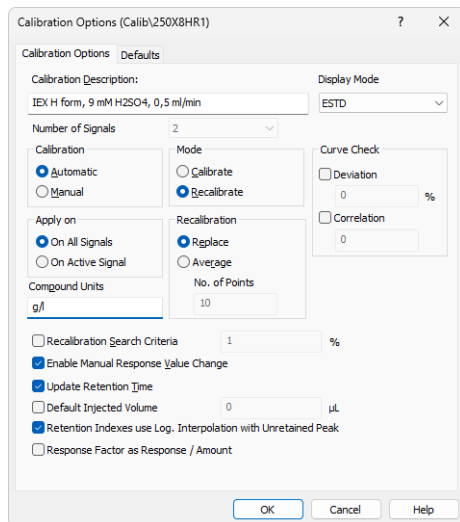 Calibration Options (Calib\250X8HR1)
?
Calibration Options
Defaults
Calibration Description:
Display Mode
IEX H form, 9 mM H2SO4, 0,5 ml/min
ESTD
Number of Signals
2
Calibration
Mode
Curve Check
Automatic
Calibrate
Deviation
Manual
Recalibrate
0
%
Correlation
Apply on
Recalibration
0
On All Signals
Replace
On Active Signal
Average
Compound Units
No. of Points
g/l
10
Recalibration Search Criteria
1
%
Enable Manual Response Value Change
Update Retention Time
Default Injected Volume
0
µL
Retention Indexes use Log. Interpolation with Unretained Peak
Response Factor as Response / Amount
OK
Cancel
Help